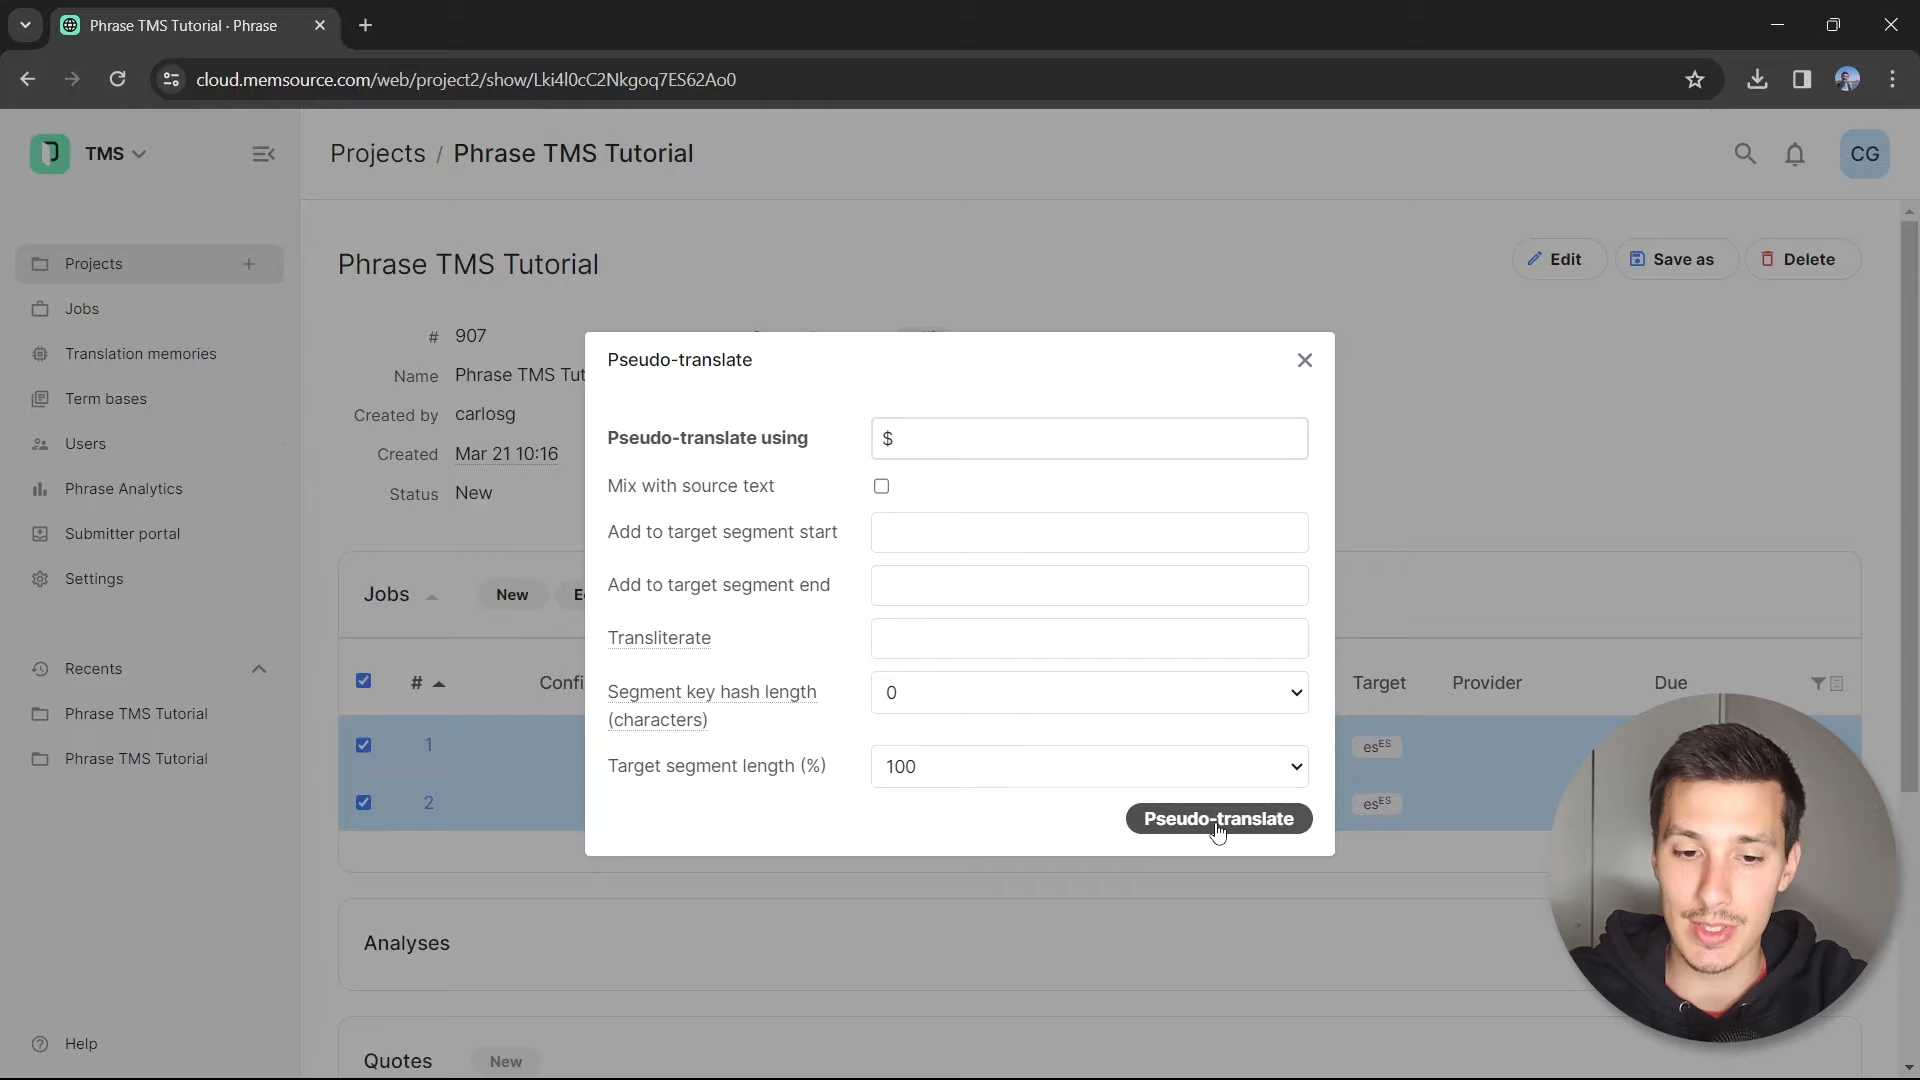 Phrase TMS Tutorial · Phrase
cloud.memsource.com/web/project2/show/Lki4l0cC2Nkgoq7ES62Ao0
TMS
Projects / Phrase TMS Tutorial
CG
Projects
Jobs
Translation memories
Term bases
Users
Phrase Analytics
Submitter portal
Settings
Recents
Phrase TMS Tutorial
Phrase TMS Tutorial
Help
Phrase TMS Tutorial
Edit
Save as
Delete
# 907
Name Phrase TMS Tut
Created by carlosg
Created Mar 21 10:16
Status New
Jobs New
# Confi
Target Provider Due
1 es ES
2 es ES
Analyses
Quotes New
Pseudo-translate
Pseudo-translate using $
Mix with source text
Add to target segment start
Add to target segment end
Transliterate
Segment key hash length
(characters)
0
Target segment length (%) 100
Pseudo-translate